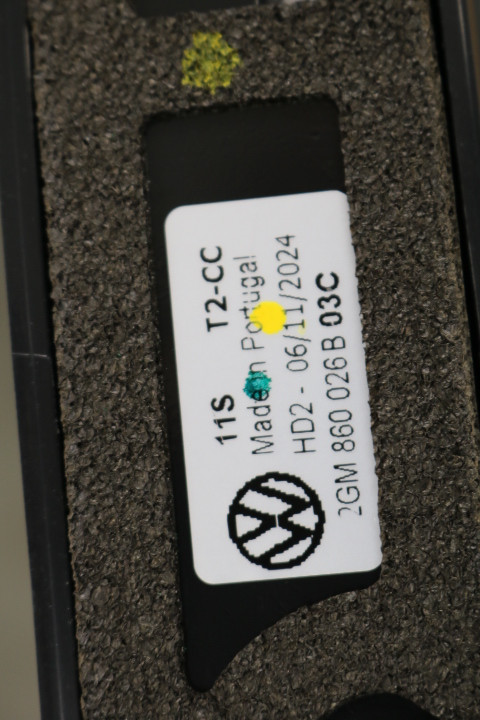 11S T2-CC
Made in Portugal
HD2 - 06/11/2024
2GM 860 026 B 03C